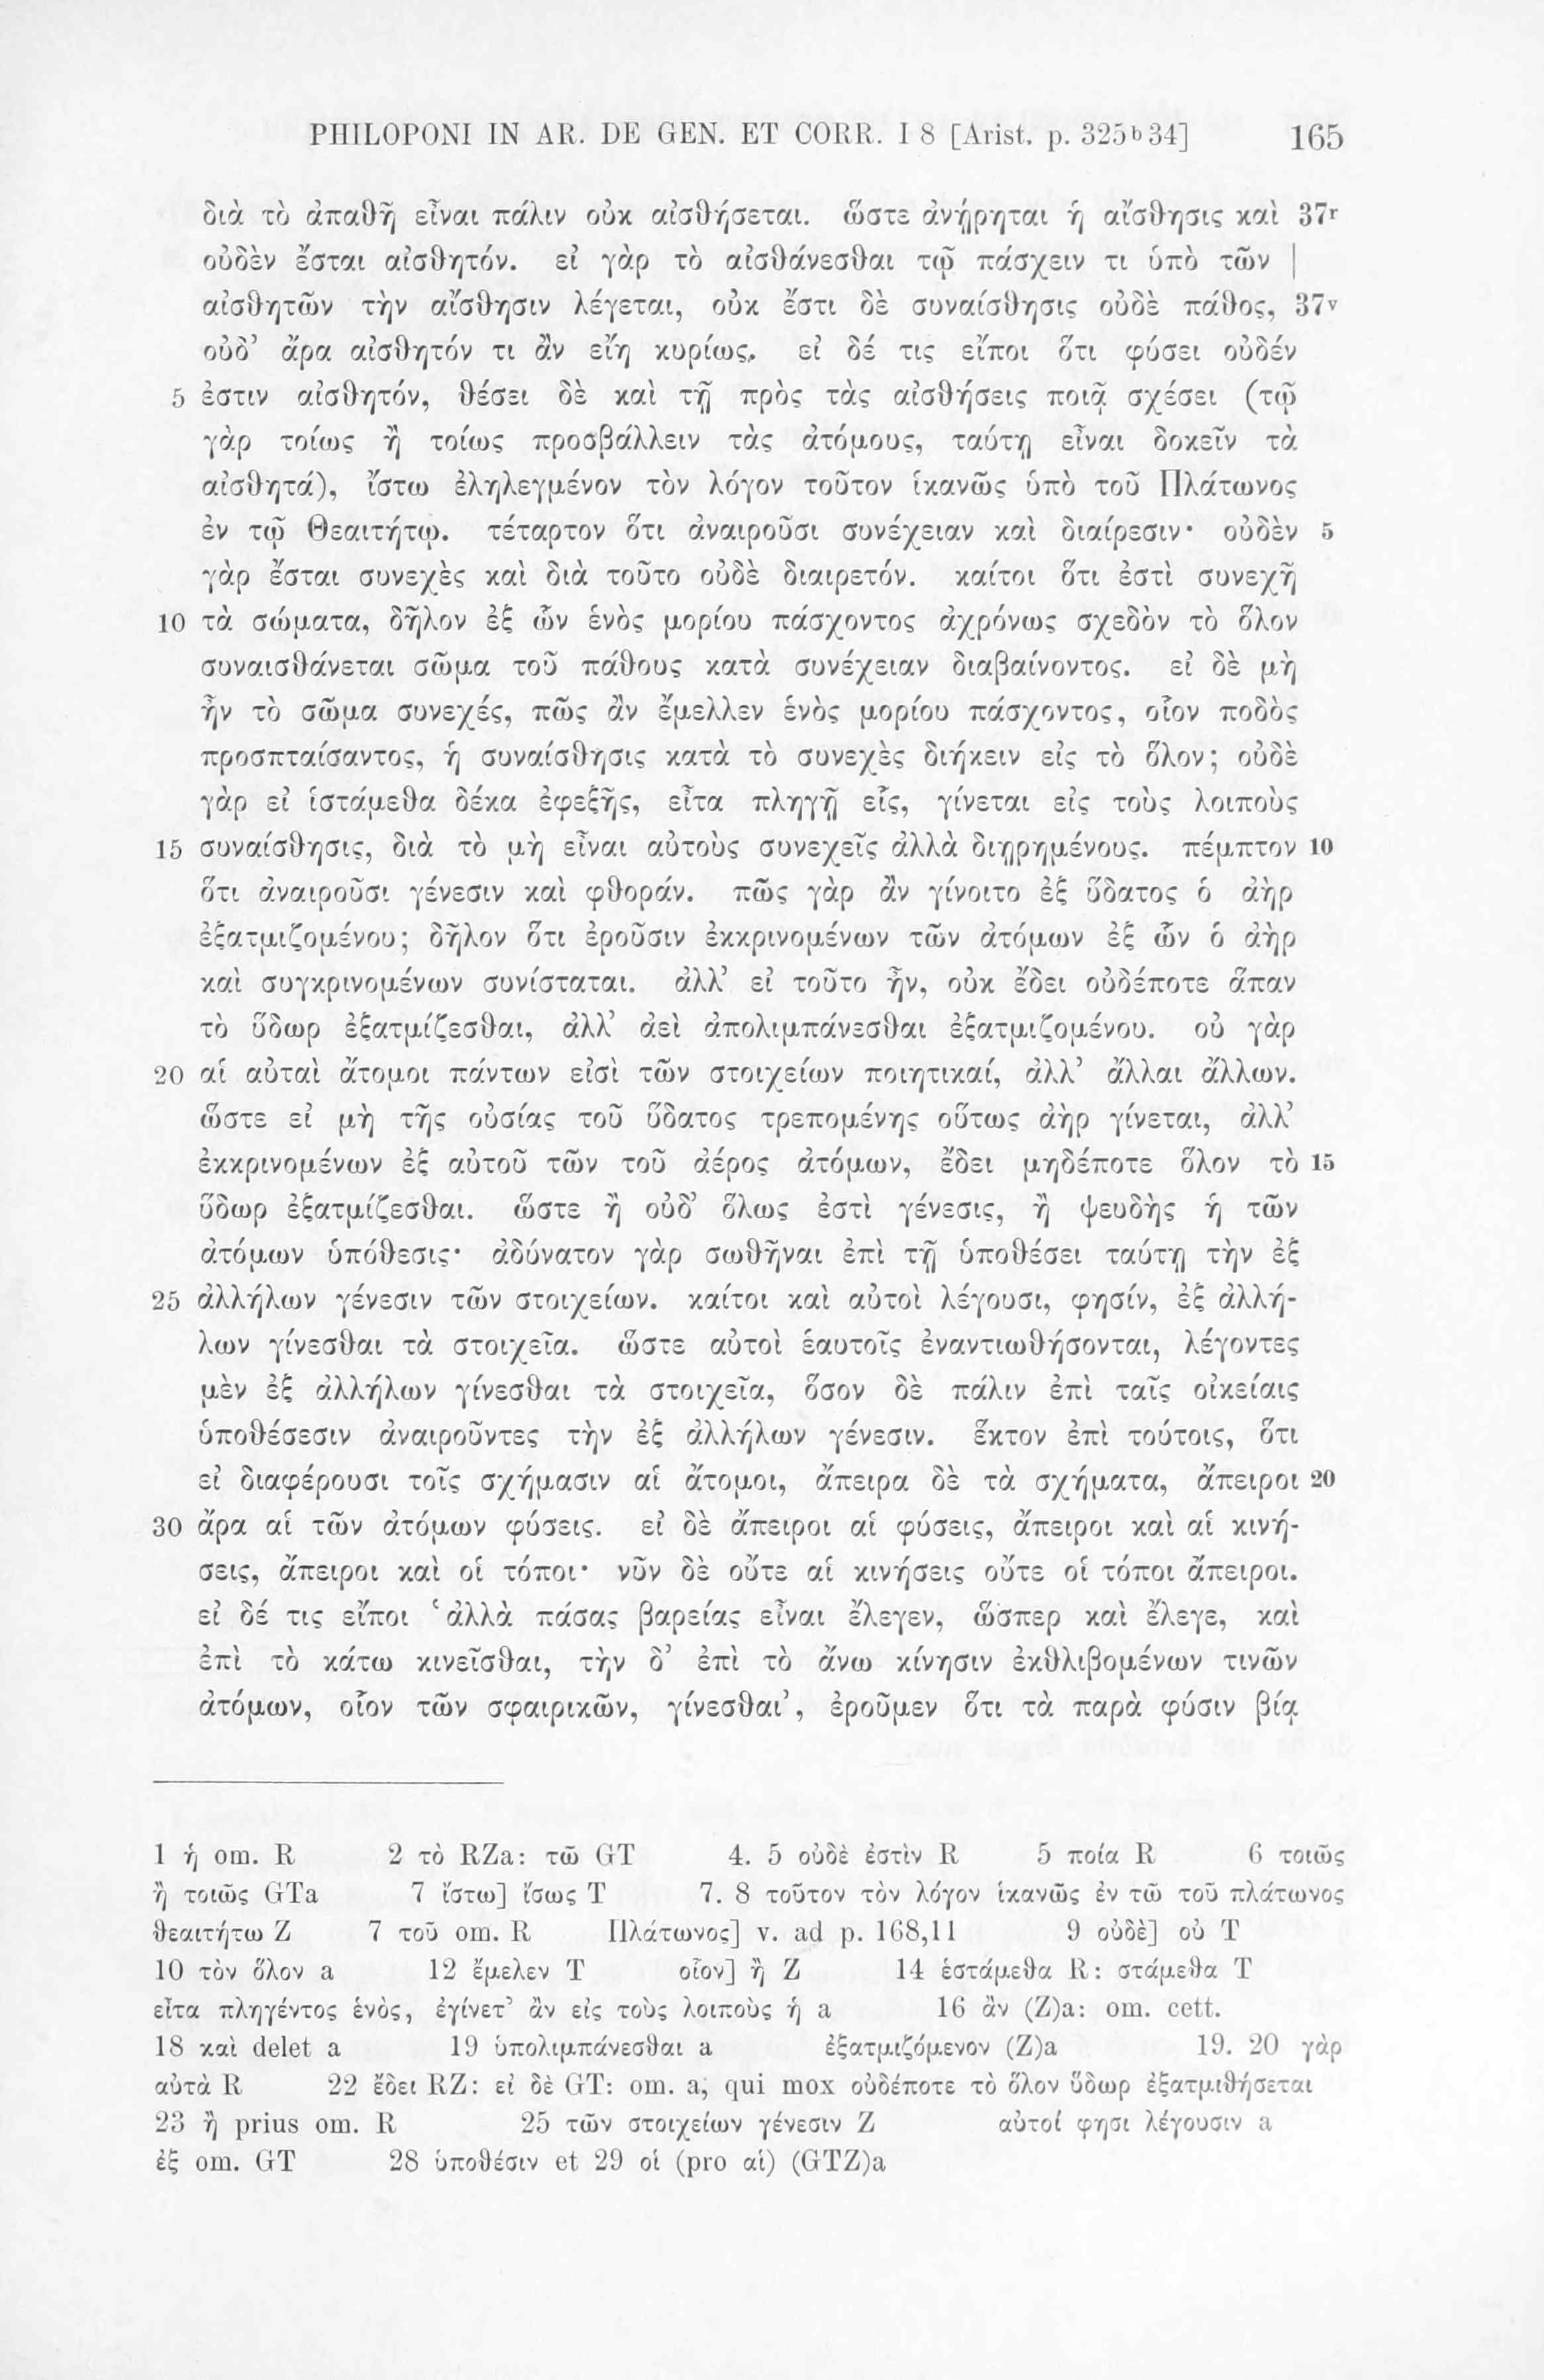 PHILOPONI IN AR. DE GEN. ET CORR. I 8 [Arist. p. 325ᵇ34] 165
διὰ τὸ ἀπαθῆ εἶναι πάλιν οὐκ αἰσθήσεται. ὥστε ἀνῄρηται ἡ αἴσθησις καὶ 37ʳ
οὐδὲν ἔσται αἰσθητόν. εἰ γὰρ τὸ αἰσθάνεσθαι τῷ πάσχειν τι ὑπὸ τῶν |
αἰσθητῶν τὴν αἴσθησιν λέγεται, οὐκ ἔστι δὲ συναίσθησις οὐδὲ πάθος, 37ᵛ
οὐδ’ ἄρα αἰσθητόν τι ἂν εἴη κυρίως. εἰ δέ τις εἴποι ὅτι φύσει οὐδέν
5 ἐστιν αἰσθητόν, θέσει δὲ καὶ τῇ πρὸς τὰς αἰσθήσεις ποιᾷ σχέσει (τῷ
γὰρ τοίως ἢ τοίως προσβάλλειν τὰς ἀτόμους, ταύτῃ εἶναι δοκεῖν τὰ
αἰσθητά), ἴστω ἐληλεγμένον τὸν λόγον τοῦτον ἱκανῶς ὑπὸ τοῦ Πλάτωνος
ἐν τῷ Θεαιτήτῳ. τέταρτον ὅτι ἀναιροῦσι συνέχειαν καὶ διαίρεσιν· οὐδὲν 5
γὰρ ἔσται συνεχὲς καὶ διὰ τοῦτο οὐδὲ διαιρετόν. καίτοι ὅτι ἐστὶ συνεχῆ
10 τὰ σώματα, δῆλον ἐξ ὧν ἑνὸς μορίου πάσχοντος ἀχρόνως σχεδὸν τὸ ὅλον
συναισθάνεται σῶμα τοῦ πάθους κατὰ συνέχειαν διαβαίνοντος. εἰ δὲ μὴ
ἦν τὸ σῶμα συνεχές, πῶς ἂν ἔμελλεν ἑνὸς μορίου πάσχοντος, οἷον ποδὸς
προσπταίσαντος, ἡ συναίσθησις κατὰ τὸ συνεχὲς διήκειν εἰς τὸ ὅλον; οὐδὲ
γὰρ εἰ ἱστάμεθα δέκα ἐφεξῆς, εἶτα πληγῇ εἷς, γίνεται εἰς τοὺς λοιποὺς
15 συναίσθησις, διὰ τὸ μὴ εἶναι αὐτοὺς συνεχεῖς ἀλλὰ διῃρημένους. πέμπτον 10
ὅτι ἀναιροῦσι γένεσιν καὶ φθοράν. πῶς γὰρ ἂν γίνοιτο ἐξ ὕδατος ὁ ἀὴρ
ἐξατμιζομένου; δῆλον ὅτι ἐροῦσιν ἐκκρινομένων τῶν ἀτόμων ἐξ ὧν ὁ ἀὴρ
καὶ συγκρινομένων συνίσταται. ἀλλ’ εἰ τοῦτο ἦν, οὐκ ἔδει οὐδέποτε ἅπαν
τὸ ὕδωρ ἐξατμίζεσθαι, ἀλλ’ ἀεὶ ἀπολιμπάνεσθαι ἐξατμιζομένου. οὐ γὰρ
20 αἱ αὐταὶ ἄτομοι πάντων εἰσὶ τῶν στοιχείων ποιητικαί, ἀλλ’ ἄλλαι ἄλλων.
ὥστε εἰ μὴ τῆς οὐσίας τοῦ ὕδατος τρεπομένης οὕτως ἀὴρ γίνεται, ἀλλ’
ἐκκρινομένων ἐξ αὐτοῦ τῶν τοῦ ἀέρος ἀτόμων, ἔδει μηδέποτε ὅλον τὸ 15
ὕδωρ ἐξατμίζεσθαι. ὥστε ἢ οὐδ’ ὅλως ἐστὶ γένεσις, ἢ ψευδὴς ἡ τῶν
ἀτόμων ὑπόθεσις· ἀδύνατον γὰρ σωθῆναι ἐπὶ τῇ ὑποθέσει ταύτῃ τὴν ἐξ
25 ἀλλήλων γένεσιν τῶν στοιχείων. καίτοι καὶ αὐτοὶ λέγουσι, φησίν, ἐξ ἀλλή-
λων γίνεσθαι τὰ στοιχεῖα. ὥστε αὐτοὶ ἑαυτοῖς ἐναντιωθήσονται, λέγοντες
μὲν ἐξ ἀλλήλων γίνεσθαι τὰ στοιχεῖα, ὅσον δὲ πάλιν ἐπὶ ταῖς οἰκείαις
ὑποθέσεσιν ἀναιροῦντες τὴν ἐξ ἀλλήλων γένεσιν. ἕκτον ἐπὶ τούτοις, ὅτι
εἰ διαφέρουσι τοῖς σχήμασιν αἱ ἄτομοι, ἄπειρα δὲ τὰ σχήματα, ἄπειροι 20
30 ἄρα αἱ τῶν ἀτόμων φύσεις. εἰ δὲ ἄπειροι αἱ φύσεις, ἄπειροι καὶ αἱ κινή-
σεις, ἄπειροι καὶ οἱ τόποι· νῦν δὲ οὔτε αἱ κινήσεις οὔτε οἱ τόποι ἄπειροι.
εἰ δέ τις εἴποι ‘ἀλλὰ πάσας βαρείας εἶναι ἔλεγεν, ὥσπερ καὶ ἔλεγε, καὶ
ἐπὶ τὸ κάτω κινεῖσθαι, τὴν δ’ ἐπὶ τὸ ἄνω κίνησιν ἐκθλιβομένων τινῶν
ἀτόμων, οἷον τῶν σφαιρικῶν, γίνεσθαι’, ἐροῦμεν ὅτι τὰ παρὰ φύσιν βίᾳ
1 ἡ om. R 2 τὸ RZa: τῶ GT 4. 5 οὐδὲ ἐστὶν R 5 ποία R 6 τοιῶς
ἢ τοιῶς GTa 7 ἴστω] ἴσως T 7. 8 τοῦτον τὸν λόγον ἱκανῶς ἐν τῶ τοῦ πλάτωνος
θεαιτήτω Z 7 τοῦ om. R Πλάτωνος] v. ad p. 168,11 9 οὐδὲ] οὐ T
10 τὸν ὅλον a 12 ἔμελεν T οἷον] ἢ Z 14 ἑστάμεθα R: στάμεθα T
εἶτα πληγέντος ἑνὸς, ἐγίνετ’ ἂν εἰς τοὺς λοιποὺς ἡ a 16 ἂν (Z)a: om. cett.
18 καὶ delet a 19 ὑπολιμπάνεσθαι a ἐξατμιζόμενον (Z)a 19. 20 γὰρ
αὐτὰ R 22 ἔδει RZ: εἰ δὲ GT: om. a, qui mox οὐδέποτε τὸ ὅλον ὕδωρ ἐξατμισθήσεται
23 ἢ prius om. R 25 τῶν στοιχείων γένεσιν Z αὐτοί φησι λέγουσιν a
ἐξ om. GT 28 ὑποθέσιν et 29 οἱ (pro αἱ) (GTZ)a